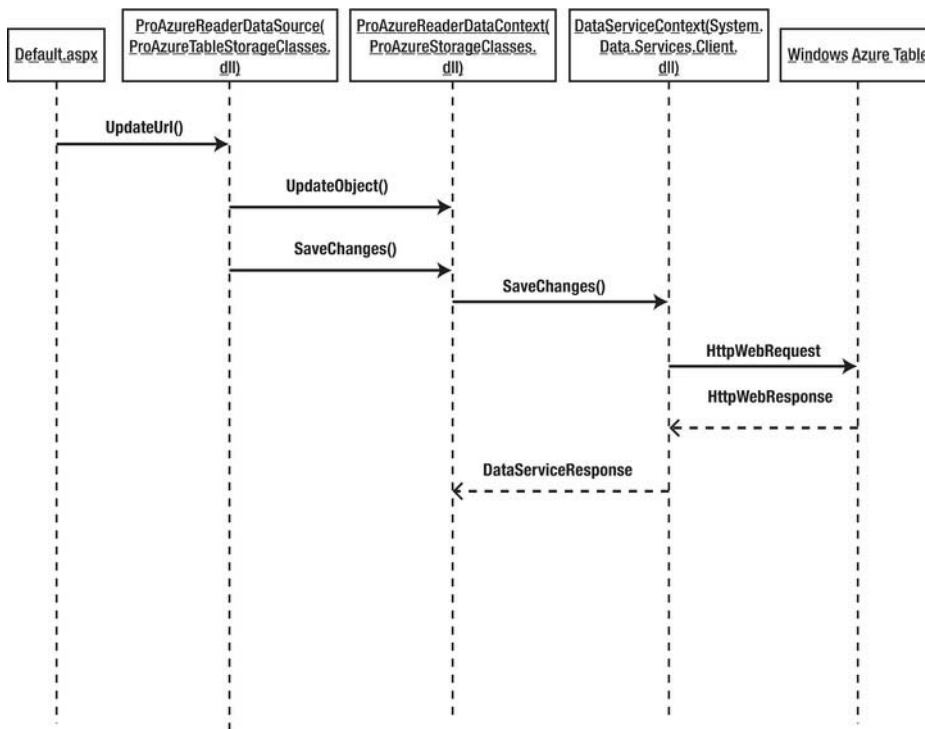 Default.aspx
ProAzureReaderDataSource(
ProAzureTableStorageClasses.
dll)
ProAzureReaderDataContext(
ProAzureStorageClasses.
dll)
DataServiceContext(System.
Data.Services.Client.
dll)
Windows Azure Table
UpdateUrl()
UpdateObject()
SaveChanges()
SaveChanges()
HttpWebRequest
HttpWebResponse
DataServiceResponse